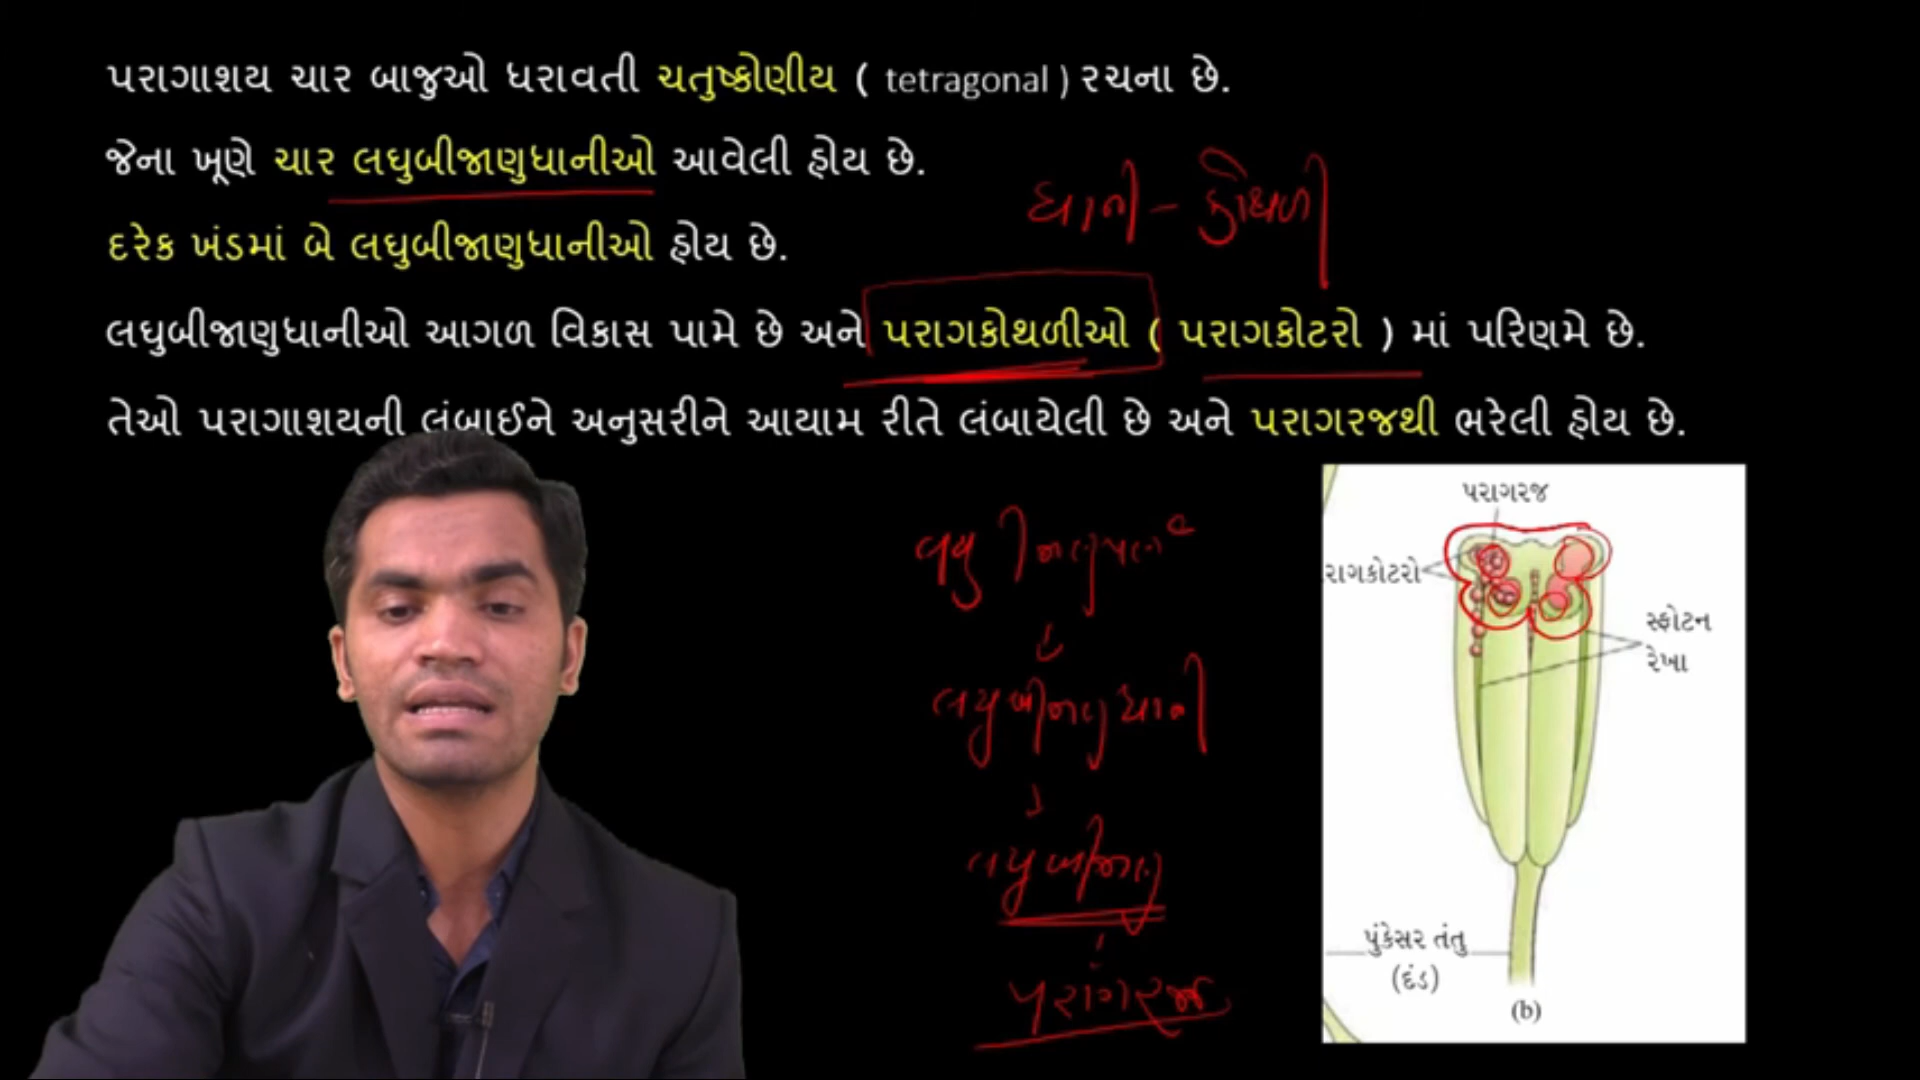 પરાગાશય ચાર બાજુઓ ધરાવતી ચતુષ્કોણીય ( tetragonal ) રચના છે.
જેના ખૂણે ચાર લઘુબીજાણુધાનીઓ આવેલી હોય છે.
ધાની - કોથળી
દરેક ખંડમાં બે લઘુબીજાણુધાનીઓ હોય છે.
લઘુબીજાણુધાનીઓ આગળ વિકાસ પામે છે અને પરાગકોથળીઓ ( પરાગકોટરો ) માં પરિણમે છે.
તેઓ પરાગાશયની લંબાઈને અનુસરીને આયામ રીતે લંબાયેલી છે અને પરાગરજથી ભરેલી હોય છે.
લઘુબીજાણુધાની
લઘુબીજાણુ
પરાગરજ
પરાગરજ
રાગકોટરો
સ્ફોટન
રેખા
પુંકેસર તંતુ
(દંડ)
(b)